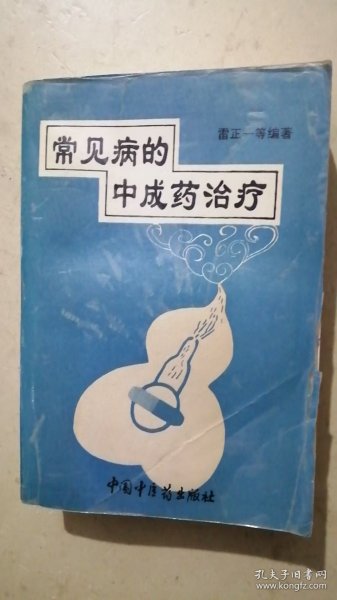 雷正一等编著
常见病的
中成药治疗
中国中医药出版社
孔夫子旧书网
www.kongfz.com